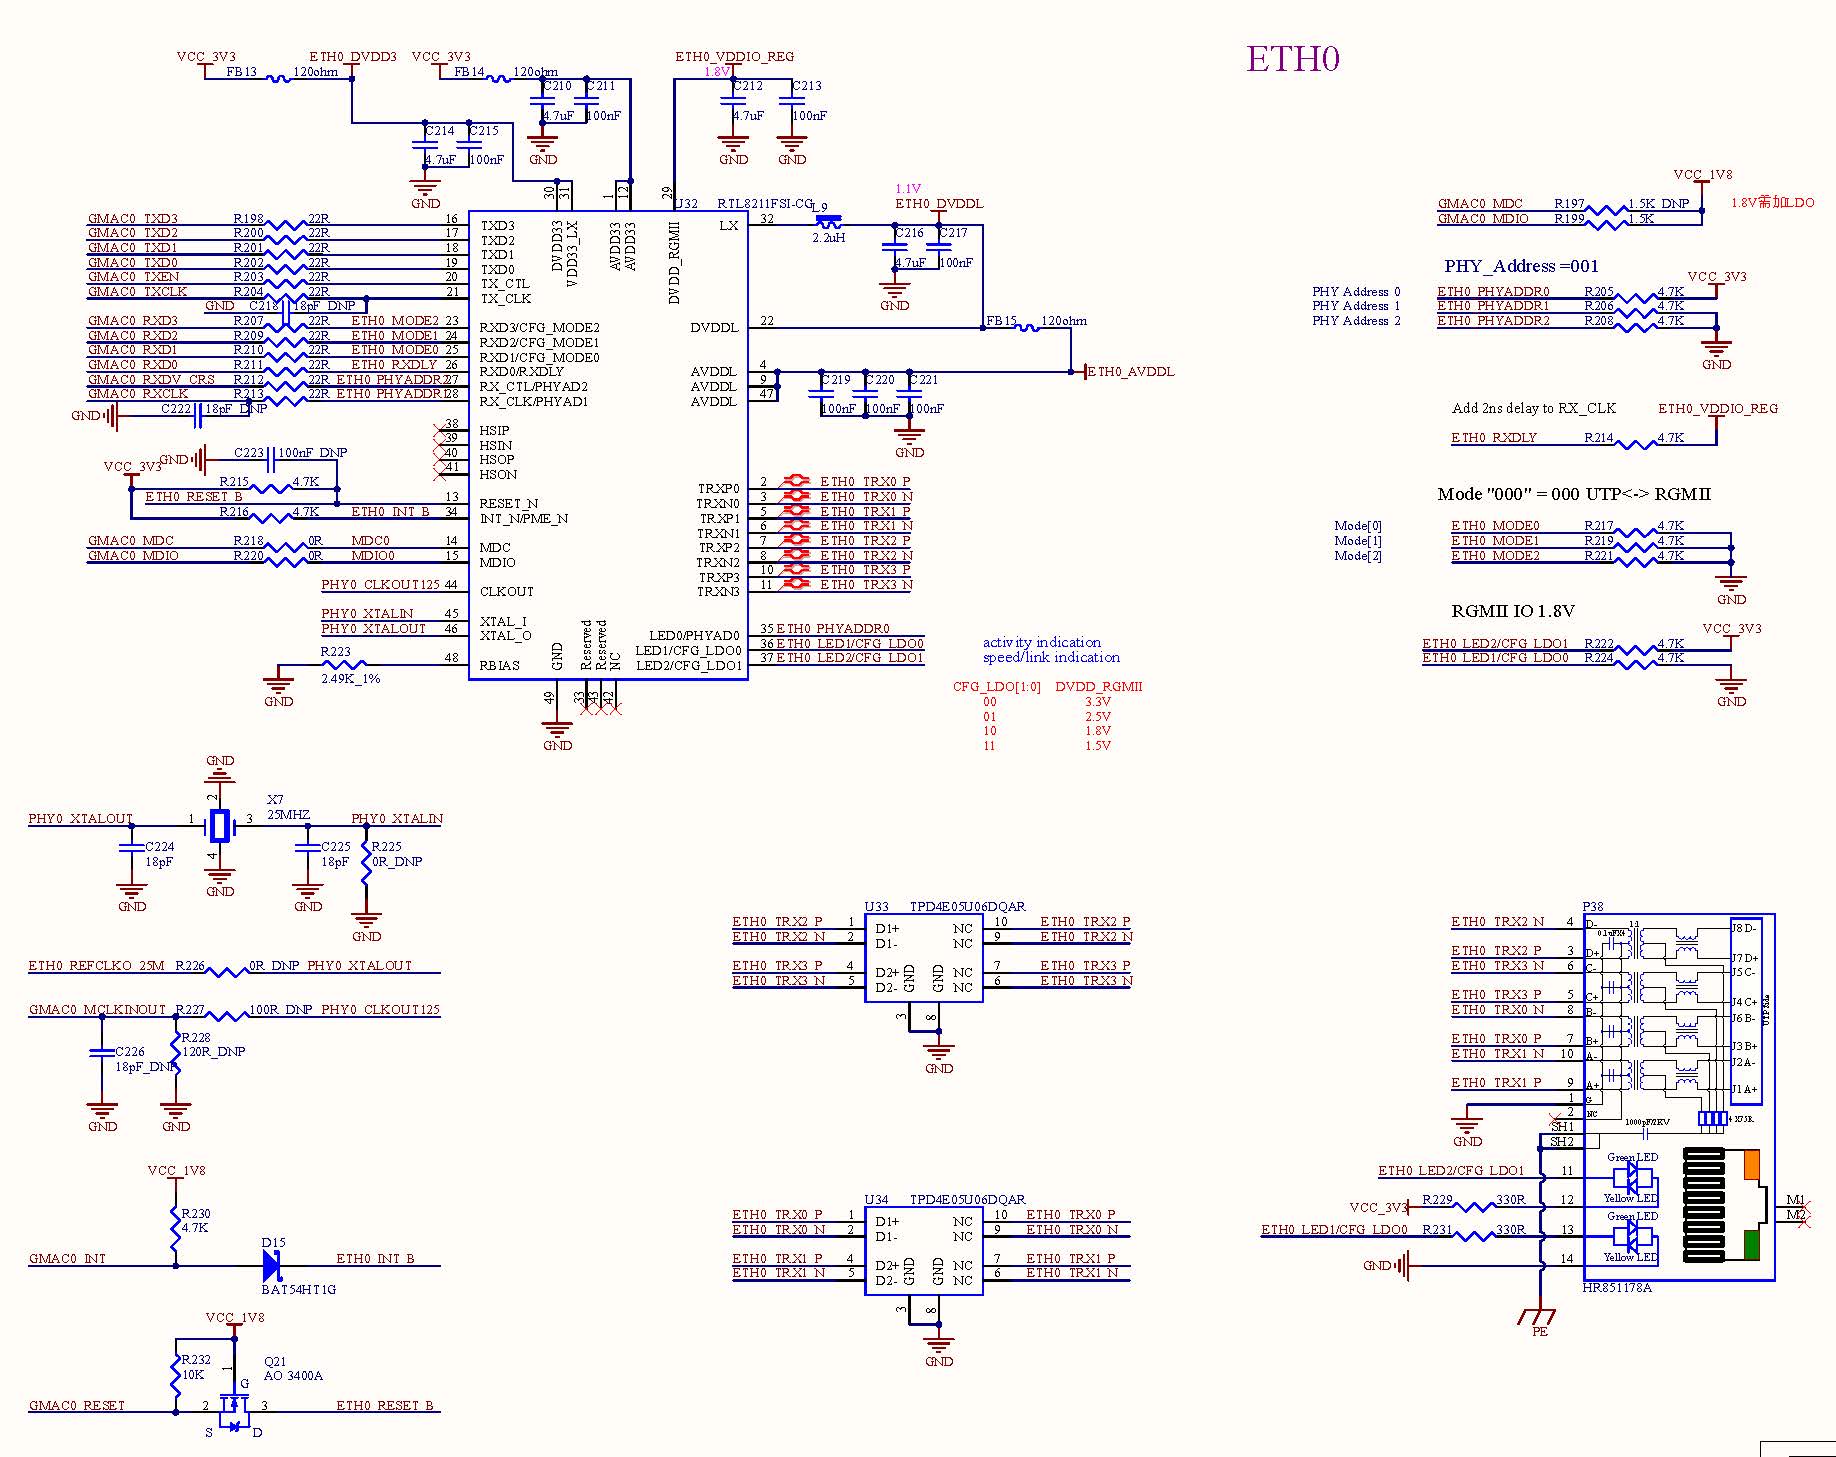 ETH0
VCC_3V3
FB13
120ohm
ETH0_DVDD3
VCC_3V3
FB14
120ohm
C210
4.7uF
C211
100nF
GND
ETH0_VDDIO_REG
1.8V
C212
4.7uF
C213
100nF
GND
GND
C214
4.7uF
C215
100nF
GND
U32
RTL8211FSI-CG
GMAC0_TXD3 R198 22R 16 TXD3
GMAC0_TXD2 R200 22R 17 TXD2
GMAC0_TXD1 R201 22R 18 TXD1
GMAC0_TXD0 R202 22R 19 TXD0
GMAC0_TXEN R203 22R 20 TX_CTL
GMAC0_TXCLK R204 22R 21 TX_CLK
GND C218 18pF_DNP
GMAC0_RXD3 R207 22R ETH0_MODE2 23 RXD3/CFG_MODE2
GMAC0_RXD2 R209 22R ETH0_MODE1 24 RXD2/CFG_MODE1
GMAC0_RXD1 R210 22R ETH0_MODE0 25 RXD1/CFG_MODE0
GMAC0_RXD0 R211 22R ETH0_RXDLY 26 RXD0/RXDLY
GMAC0_RXDV_CRS R212 22R ETH0_PHYADDR2 27 RX_CTL/PHYAD2
GMAC0_RXCLK R213 22R ETH0_PHYADDR1 28 RX_CLK/PHYAD1
GND C222 18pF_DNP
38 HSIP
39 HSIN
40 HSOP
41 HSON
VCC_3V3 GND C223 100nF_DNP
R215 4.7K
ETH0_RESET_B 13 RESET_N
R216 4.7K ETH0_INT_B 34 INT_N/PME_N
GMAC0_MDC R218 0R MDC0 14 MDC
GMAC0_MDIO R220 0R MDIO0 15 MDIO
PHY0_CLKOUT125 44 CLKOUT
PHY0_XTALIN 45 XTAL_I
PHY0_XTALOUT 46 XTAL_O
R223 48 RBIAS
2.49K_1%
GND
30 DVDD33
31 VDD33_LX
1 AVDD33
12 AVDD33
29 DVDD_RGMII
GND 49
Reserved 33
Reserved 43
NC 42
GND
LX 32
L9
2.2uH
1.1V
ETH0_DVDDL
C216
4.7uF
C217
100nF
GND
DVDDL 22
FB15 120ohm
AVDDL 4
AVDDL 9
AVDDL 47
ETH0_AVDDL
C219
100nF
C220
100nF
C221
100nF
GND
TRXP0 2 ETH0_TRX0_P
TRXN0 3 ETH0_TRX0_N
TRXP1 5 ETH0_TRX1_P
TRXN1 6 ETH0_TRX1_N
TRXP2 7 ETH0_TRX2_P
TRXN2 8 ETH0_TRX2_N
TRXP3 10 ETH0_TRX3_P
TRXN3 11 ETH0_TRX3_N
LED0/PHYAD0 35 ETH0_PHYADDR0
LED1/CFG_LDO0 36 ETH0_LED1/CFG_LDO0
LED2/CFG_LDO1 37 ETH0_LED2/CFG_LDO1
activity indication
speed/link indication
CFG_LDO[1:0] DVDD_RGMII
00 3.3V
01 2.5V
10 1.8V
11 1.5V
VCC_1V8
GMAC0_MDC R197 1.5K_DNP
GMAC0_MDIO R199 1.5K
1.8V需加LDO
PHY_Address =001
VCC_3V3
PHY Address 0 ETH0_PHYADDR0 R205 4.7K
PHY Address 1 ETH0_PHYADDR1 R206 4.7K
PHY Address 2 ETH0_PHYADDR2 R208 4.7K
GND
Add 2ns delay to RX_CLK
ETH0_VDDIO_REG
ETH0_RXDLY R214 4.7K
Mode "000" = 000 UTP<-> RGMII
Mode[0] ETH0_MODE0 R217 4.7K
Mode[1] ETH0_MODE1 R219 4.7K
Mode[2] ETH0_MODE2 R221 4.7K
GND
RGMII IO 1.8V
VCC_3V3
ETH0_LED2/CFG_LDO1 R222 4.7K
ETH0_LED1/CFG_LDO0 R224 4.7K
GND
GND
X7
25MHZ
PHY0_XTALOUT 1 2 3 4 PHY0_XTALIN
C224
18pF
C225
18pF
R225
0R_DNP
GND
GND
GND
GND
ETH0_REFCLKO_25M R226 0R_DNP PHY0_XTALOUT
GMAC0_MCLKINOUT R227 100R_DNP PHY0_CLKOUT125
C226
18pF_DNP
R228
120R_DNP
GND
GND
VCC_1V8
R230
4.7K
GMAC0_INT
D15
BAT54HT1G
ETH0_INT_B
VCC_1V8
R232
10K
Q21
AO3400A
1 G
GMAC0_RESET 2 3 ETH0_RESET_B
S D
U33 TPD4E05U06DQAR
ETH0_TRX2_P 1 D1+ NC 10 ETH0_TRX2_P
ETH0_TRX2_N 2 D1- NC 9 ETH0_TRX2_N
ETH0_TRX3_P 4 D2+ NC 7 ETH0_TRX3_P
ETH0_TRX3_N 5 D2- NC 6 ETH0_TRX3_N
GND GND
3 8
GND
U34 TPD4E05U06DQAR
ETH0_TRX0_P 1 D1+ NC 10 ETH0_TRX0_P
ETH0_TRX0_N 2 D1- NC 9 ETH0_TRX0_N
ETH0_TRX1_P 4 D2+ NC 7 ETH0_TRX1_P
ETH0_TRX1_N 5 D2- NC 6 ETH0_TRX1_N
GND GND
3 8
GND
P38
ETH0_TRX2_N 4 D- J8 D-
0.1uFX4 1:1
ETH0_TRX2_P 3 D+ J7 D+
ETH0_TRX3_N 6 C- J5 C-
ETH0_TRX3_P 5 C+ J4 C+
ETH0_TRX0_N 8 B- J6 B-
ETH0_TRX0_P 7 B+ J3 B+
ETH0_TRX1_N 10 A- J2 A-
ETH0_TRX1_P 9 A+ J1 A+
1 G
2 NC
4 X75R
GND
SH1
SH2
1000pF/2KV
ETH0_LED2/CFG_LDO1 11
Green LED
Yellow LED
VCC_3V3 R229 330R 12
ETH0_LED1/CFG_LDO0 R231 330R 13
Green LED
Yellow LED
GND 14
M1
M2
HR851178A
PE